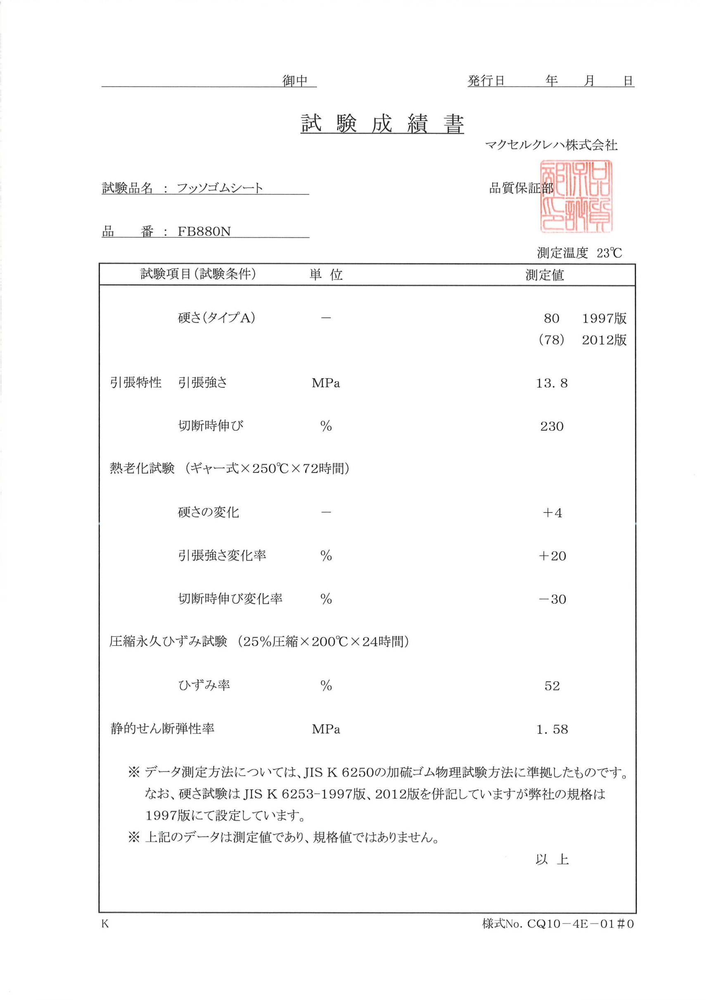 御中 発行日 年 月 日
試験成績書
マクセルクレハ株式会社
試験品名 : フッソゴムシート 品質保証部
品質保証部印
品 番 : FB880N
測定温度 23℃
試験項目(試験条件) 単 位 測定値
硬さ(タイプA) － 80 1997版
(78) 2012版
引張特性 引張強さ MPa 13.8
切断時伸び % 230
熱老化試験 (ギヤー式×250℃×72時間)
硬さの変化 － +4
引張強さ変化率 % +20
切断時伸び変化率 % －30
圧縮永久ひずみ試験 (25%圧縮×200℃×24時間)
ひずみ率 % 52
静的せん断弾性率 MPa 1.58
※ データ測定方法については、JIS K 6250の加硫ゴム物理試験方法に準拠したものです。
なお、硬さ試験は JIS K 6253-1997版、2012版を併記していますが弊社の規格は
1997版にて設定しています。
※ 上記のデータは測定値であり、規格値ではありません。
以 上
K 様式No. CQ10－4E－01＃0